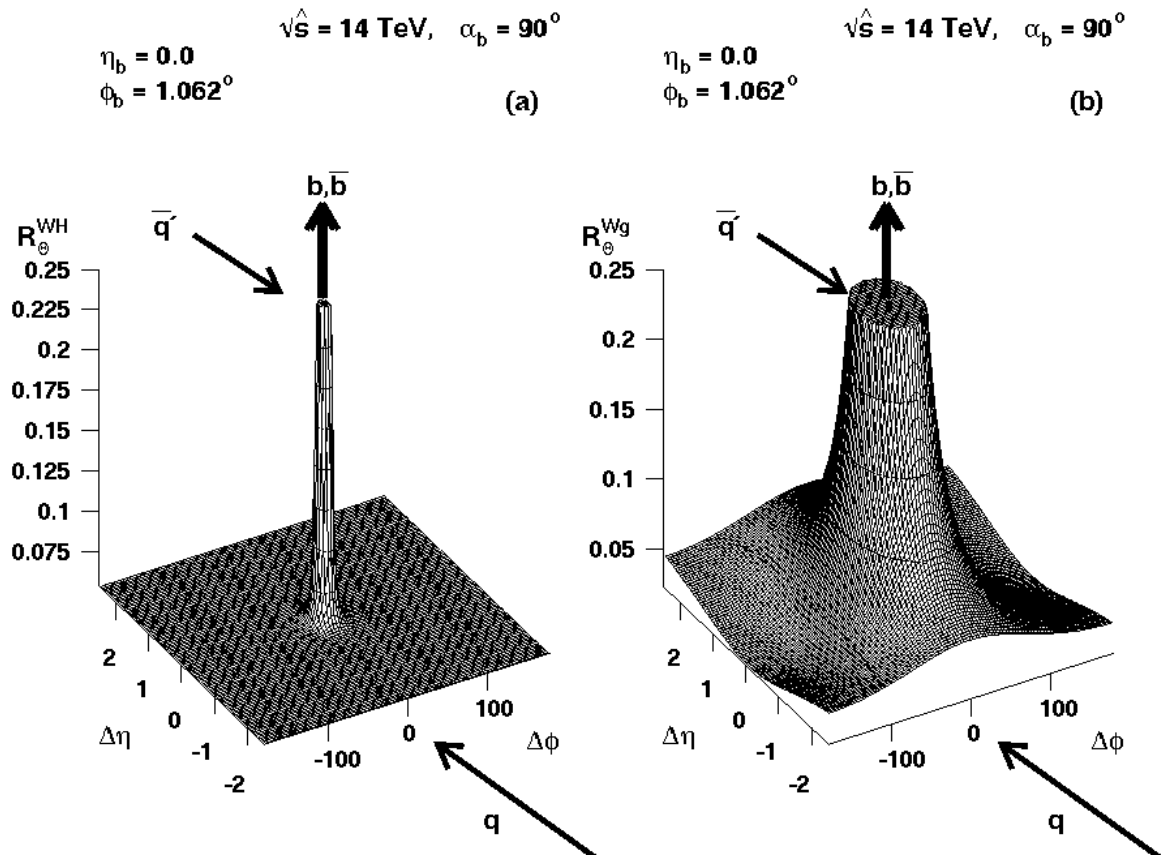 √ŝ = 14 TeV, α_b = 90°
η_b = 0.0
ϕ_b = 1.062°
(a)
b,b̅
q̅′
R_Θ^WH
0.25
0.225
0.2
0.175
0.15
0.125
0.1
0.075
2
1
0
-1
-2
Δη
-100
0
100
Δϕ
q
√ŝ = 14 TeV, α_b = 90°
η_b = 0.0
ϕ_b = 1.062°
(b)
b,b̅
q̅′
R_Θ^Wg
0.25
0.2
0.15
0.1
0.05
2
1
0
-1
-2
Δη
-100
0
100
Δϕ
q